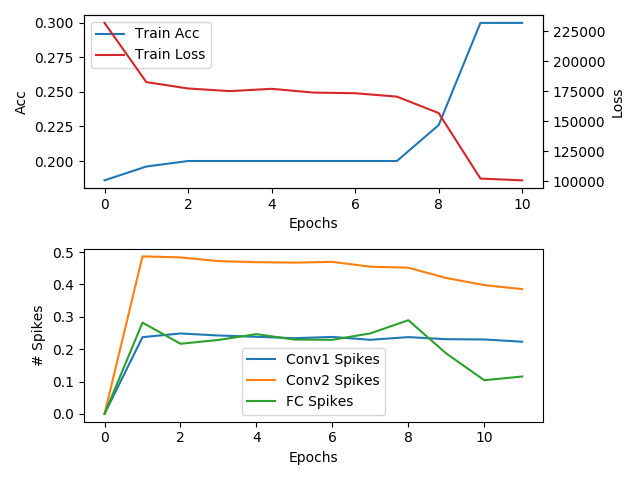 0.300
0.275
0.250
0.225
0.200
Acc
Train Acc
Train Loss
225000
200000
175000
150000
125000
100000
Loss
0 2 4 6 8 10
Epochs
0.5
0.4
0.3
0.2
0.1
0.0
# Spikes
Conv1 Spikes
Conv2 Spikes
FC Spikes
0 2 4 6 8 10
Epochs